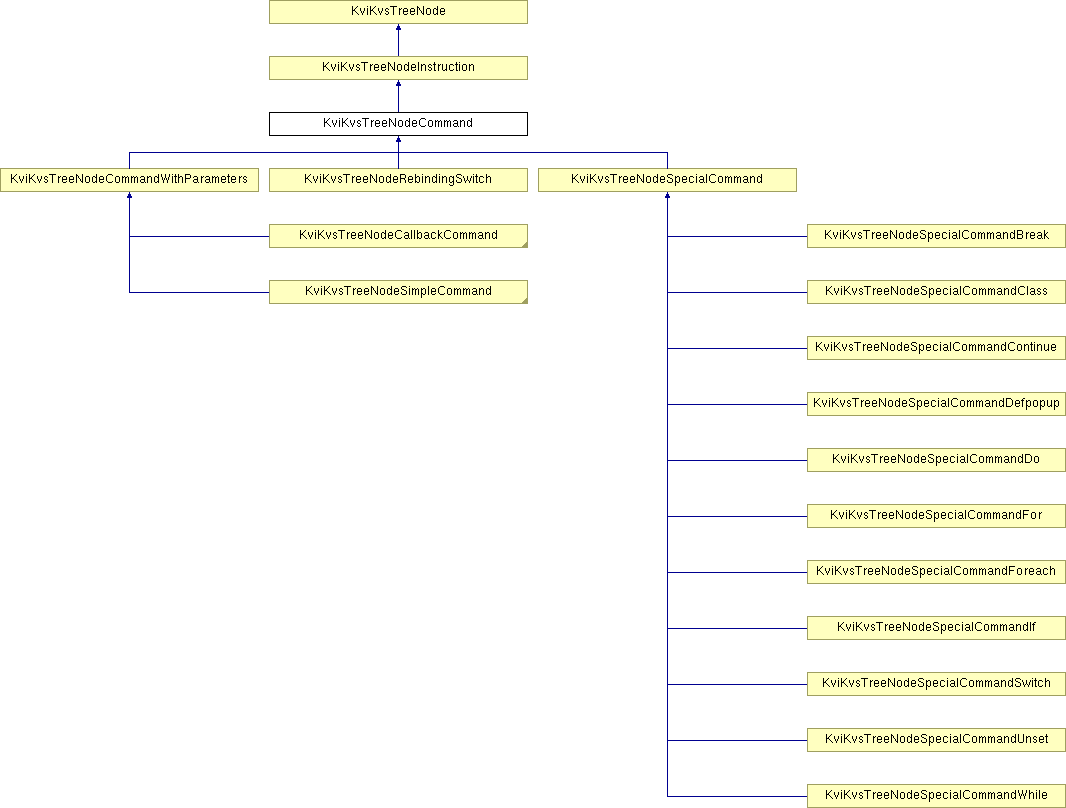 KviKvsTreeNode
KviKvsTreeNodeInstruction
KviKvsTreeNodeCommand
KviKvsTreeNodeCommandWithParameters
KviKvsTreeNodeRebindingSwitch
KviKvsTreeNodeSpecialCommand
KviKvsTreeNodeCallbackCommand
KviKvsTreeNodeSimpleCommand
KviKvsTreeNodeSpecialCommandBreak
KviKvsTreeNodeSpecialCommandClass
KviKvsTreeNodeSpecialCommandContinue
KviKvsTreeNodeSpecialCommandDefpopup
KviKvsTreeNodeSpecialCommandDo
KviKvsTreeNodeSpecialCommandFor
KviKvsTreeNodeSpecialCommandForeach
KviKvsTreeNodeSpecialCommandIf
KviKvsTreeNodeSpecialCommandSwitch
KviKvsTreeNodeSpecialCommandUnset
KviKvsTreeNodeSpecialCommandWhile